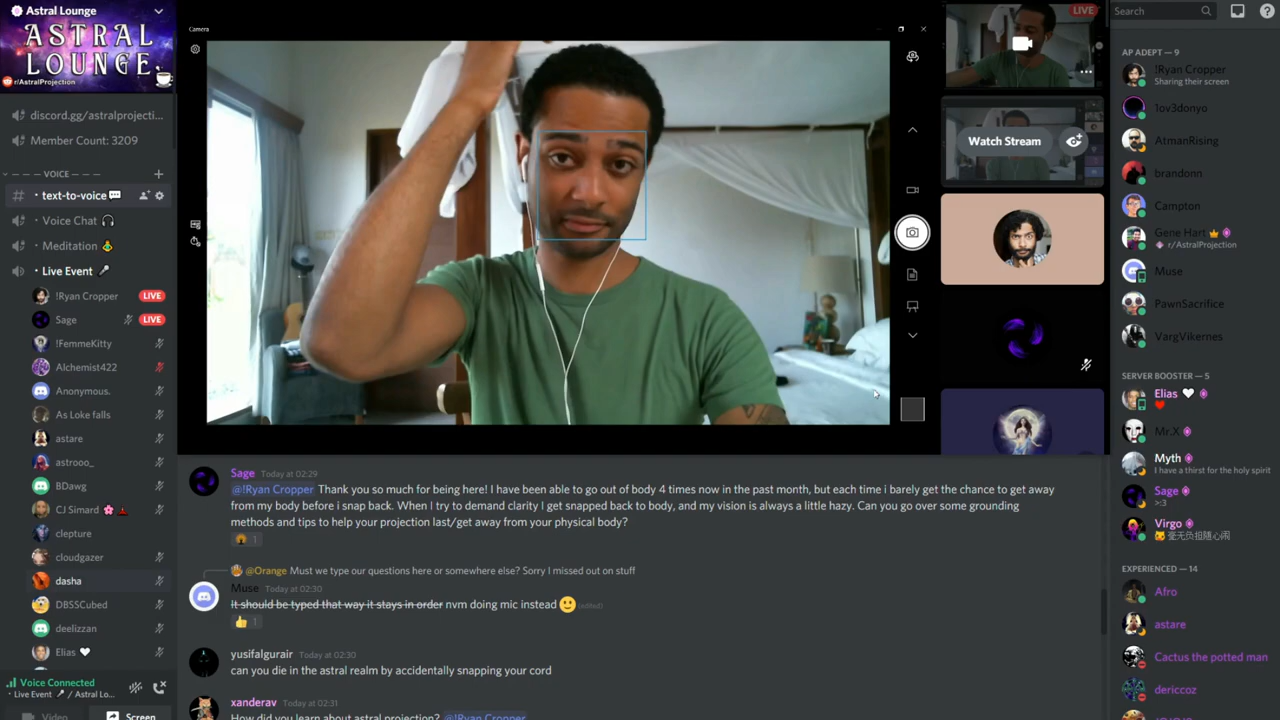 Astral Lounge
ASTRAL
LOUNGE
r/AstralProjection
discord.gg/astralprojecti...
Member Count: 3209
VOICE
text-to-voice
Voice Chat
Meditation
Live Event
!Ryan Cropper LIVE
Sage LIVE
!FemmeKitty
Alchemist422
Anonymous.
As Loke falls
astare
astrooo_
BDawg
CJ Simard
clepture
cloudgazer
dasha
DBSSCubed
deelizzan
Elias
Voice Connected
Live Event / Astral Lo...
Video Screen
Camera
LIVE
Watch Stream
Sage Today at 02:29
@!Ryan Cropper Thank you so much for being here! I have been able to go out of body 4 times now in the past month, but each time i barely get the chance to get away
from my body before i snap back. When I try to demand clarity I get snapped back to body, and my vision is always a little hazy. Can you go over some grounding
methods and tips to help your projection last/get away from your physical body?
1
@Orange Must we type our questions here or somewhere else? Sorry I missed out on stuff
Muse Today at 02:30
It should be typed that way it stays in order nvm doing mic instead (edited)
1
yusifalgurair Today at 02:30
can you die in the astral realm by accidentally snapping your cord
xanderav Today at 02:31
How did you learn about astral projection? @!Ryan Cropper
Search
AP ADEPT — 9
!Ryan Cropper
Sharing their screen
1ov3donyo
AtmanRising
brandonn
Campton
Gene Hart
r/AstralProjection
Muse
PawnSacrifice
VargVikernes
SERVER BOOSTER — 5
Elias
Mr.X
Myth
I have a thirst for the holy spirit
Sage
>:3
Virgo
EXPERIENCED — 14
Afro
astare
Cactus the potted man
dericcoz